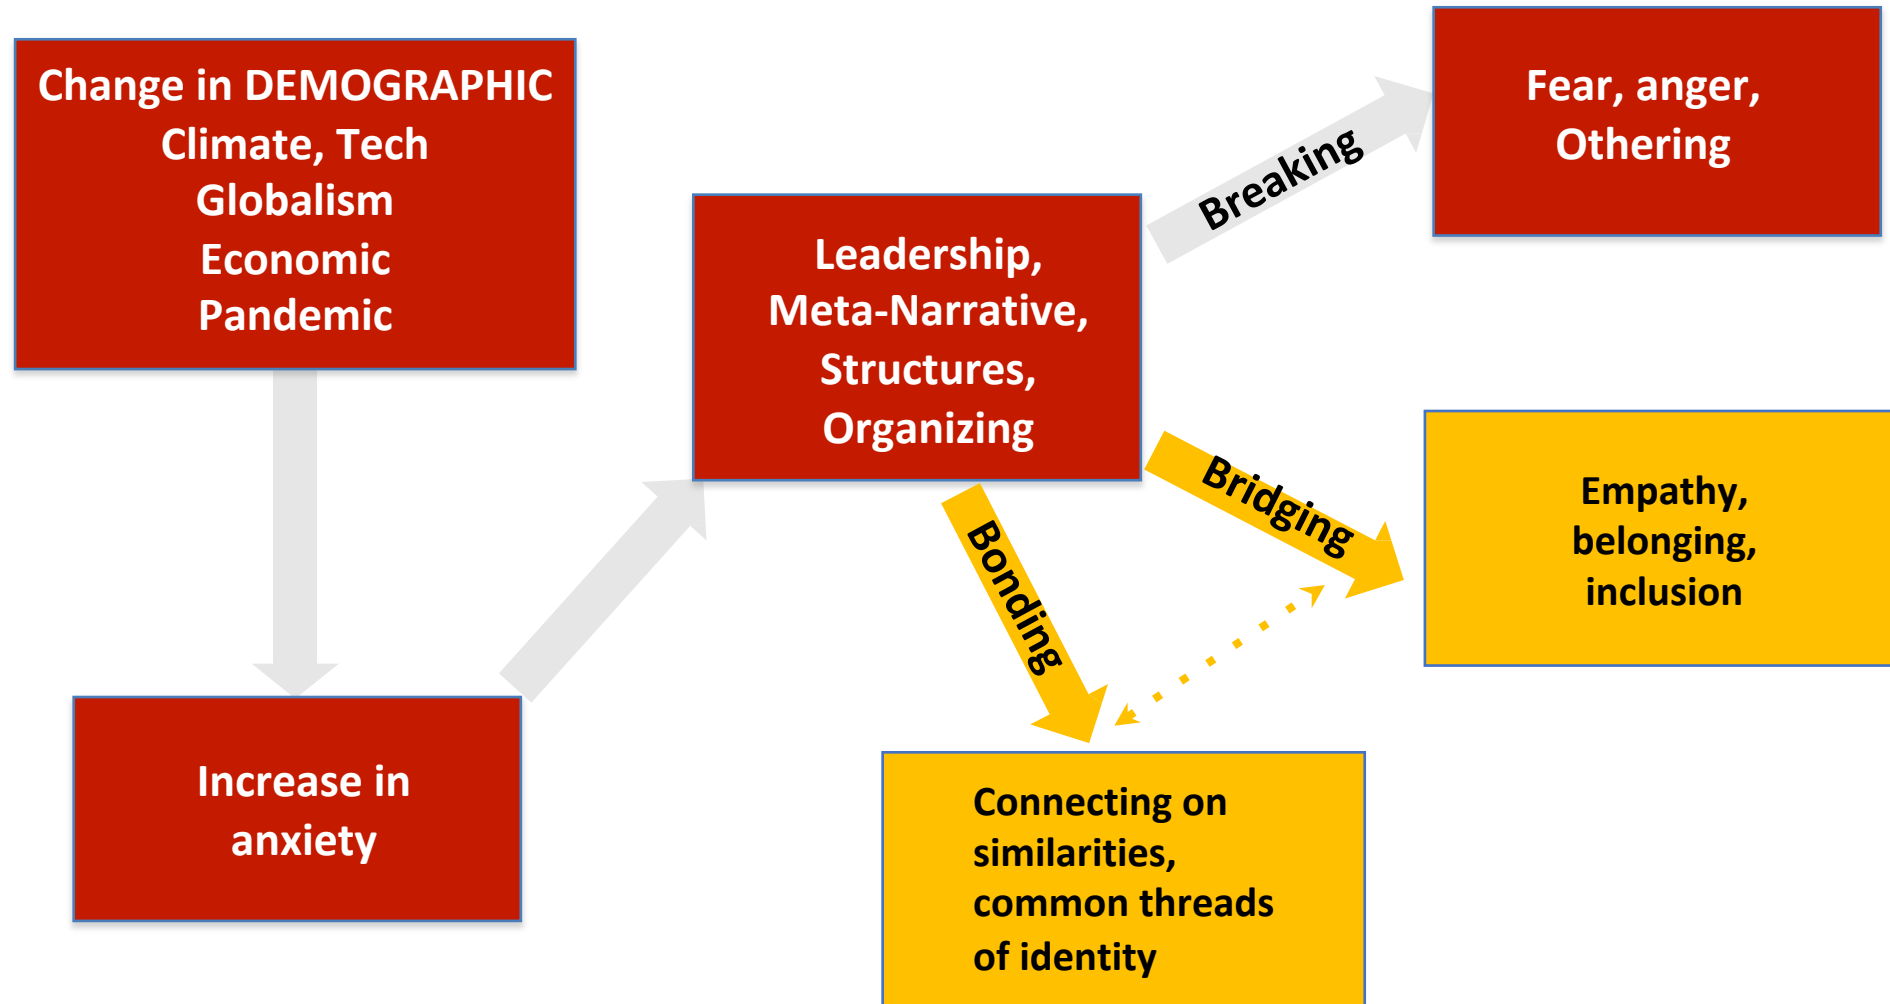 Change in DEMOGRAPHIC
Climate, Tech
Globalism
Economic
Pandemic
Increase in
anxiety
Leadership,
Meta-Narrative,
Structures,
Organizing
Breaking
Fear, anger,
Othering
Bridging
Empathy,
belonging,
inclusion
Bonding
Connecting on
similarities,
common threads
of identity